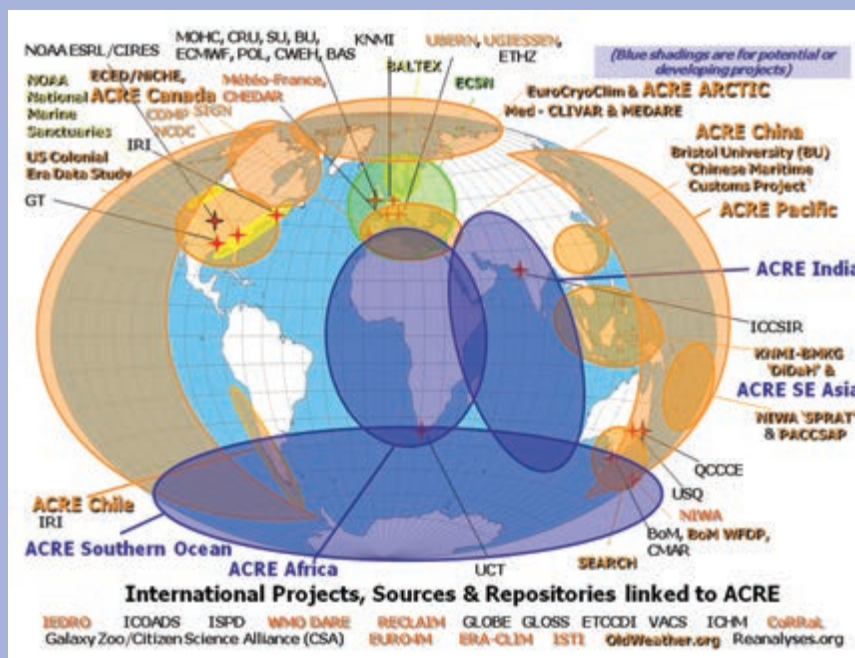 MOHC, CRU, SU, BU,
ECMWF, POL, CWEH, BAS
KNMI
UBERN, UGIESSEN,
ETHZ
(Blue shadings are for potential or
developing projects)
NOAA ESRL/CIRES
NOAA
National
Marine
Sanctuaries
ECED/NICHE,
ACRE Canada
COMP SIGN
NCDC
Météo-France,
CHEDAR
BALTEX
ECSN
EuroCryoClim & ACRE ARCTIC
Med - CLIVAR & MEDARE
IRI
US Colonial
Era Data Study
GT
ACRE China
Bristol University (BU)
'Chinese Maritime
Customs Project'
ACRE Pacific
ACRE India
ICCSIR
KNMI-BMKG
'DiDaH' &
ACRE SE Asia
NIWA 'SPRAT'
& PACCSAP
QCCCE
USQ
NIWA
BoM, BoM WFDP,
CMAR
SEARCH
ACRE Chile
IRI
ACRE Southern Ocean
ACRE Africa
UCT
International Projects, Sources & Repositories linked to ACRE
IEDRO ICOADS ISPD WMO DARE RECLAIM GLOBE GLOSS ETCCDI VACS ICHM CoRRaL
Galaxy Zoo/Citizen Science Alliance (CSA) EURO4M ERA-CLIM ISTI OldWeather.org Reanalyses.org